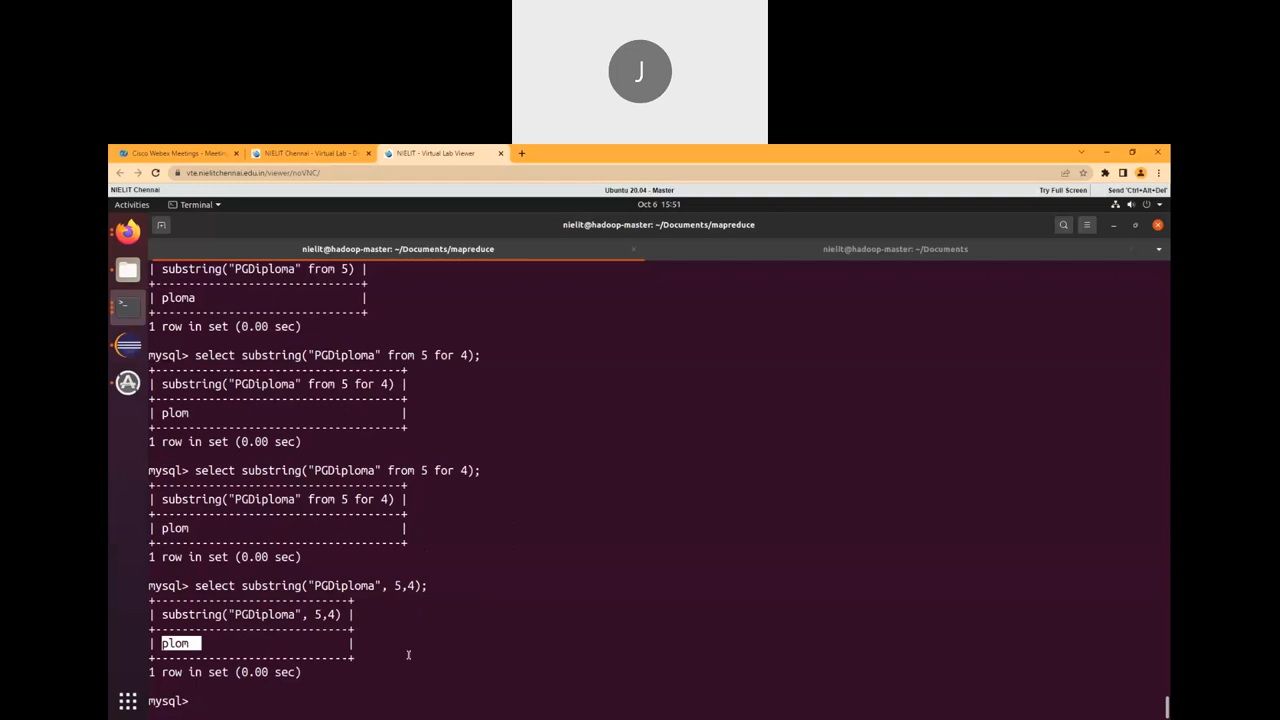 J
Cisco Webex Meetings - Meetin
NIELIT Chennai - Virtual Lab - D
NIELIT - Virtual Lab Viewer
vte.nielitchennai.edu.in/viewer/noVNC/
NIELIT Chennai
Ubuntu 20.04 - Master
Try Full Screen
Send 'Ctrl+Alt+Del'
Activities
Terminal
Oct 6 15:51
nielit@hadoop-master: ~/Documents/mapreduce
nielit@hadoop-master: ~/Documents/mapreduce
nielit@hadoop-master: ~/Documents
| substring("PGDiploma" from 5) |
+-------------------------------+
| ploma                         |
+-------------------------------+
1 row in set (0.00 sec)
mysql> select substring("PGDiploma" from 5 for 4);
+-------------------------------------+
| substring("PGDiploma" from 5 for 4) |
+-------------------------------------+
| plom                                |
+-------------------------------------+
1 row in set (0.00 sec)
mysql> select substring("PGDiploma" from 5 for 4);
+-------------------------------------+
| substring("PGDiploma" from 5 for 4) |
+-------------------------------------+
| plom                                |
+-------------------------------------+
1 row in set (0.00 sec)
mysql> select substring("PGDiploma", 5,4);
+-----------------------------+
| substring("PGDiploma", 5,4) |
+-----------------------------+
| plom                        |
+-----------------------------+
1 row in set (0.00 sec)
mysql>